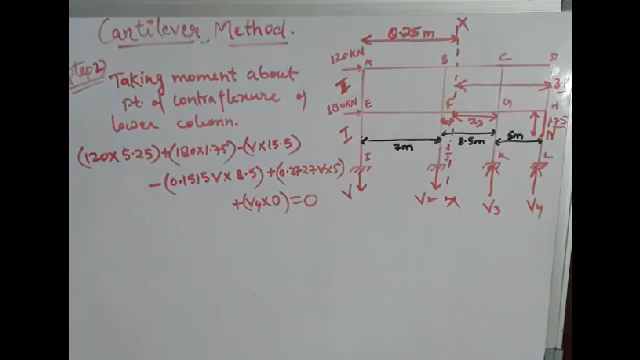 Cantilever Method.
Step 2)
Taking moment about
pt. of contraflexure of
lower column.
(120×5.25)+(180×1.75)-(V×15.5)
-(0.1515V×8.5)+(0.2727V×5)
+(V4×0)=0
X
8.25m
120KN
A
B
C
D
I
180KN
E
F
G
H
x3
I
7m
8.5m
5m
N
I
J
K
L
V
V2
X
V3
V4